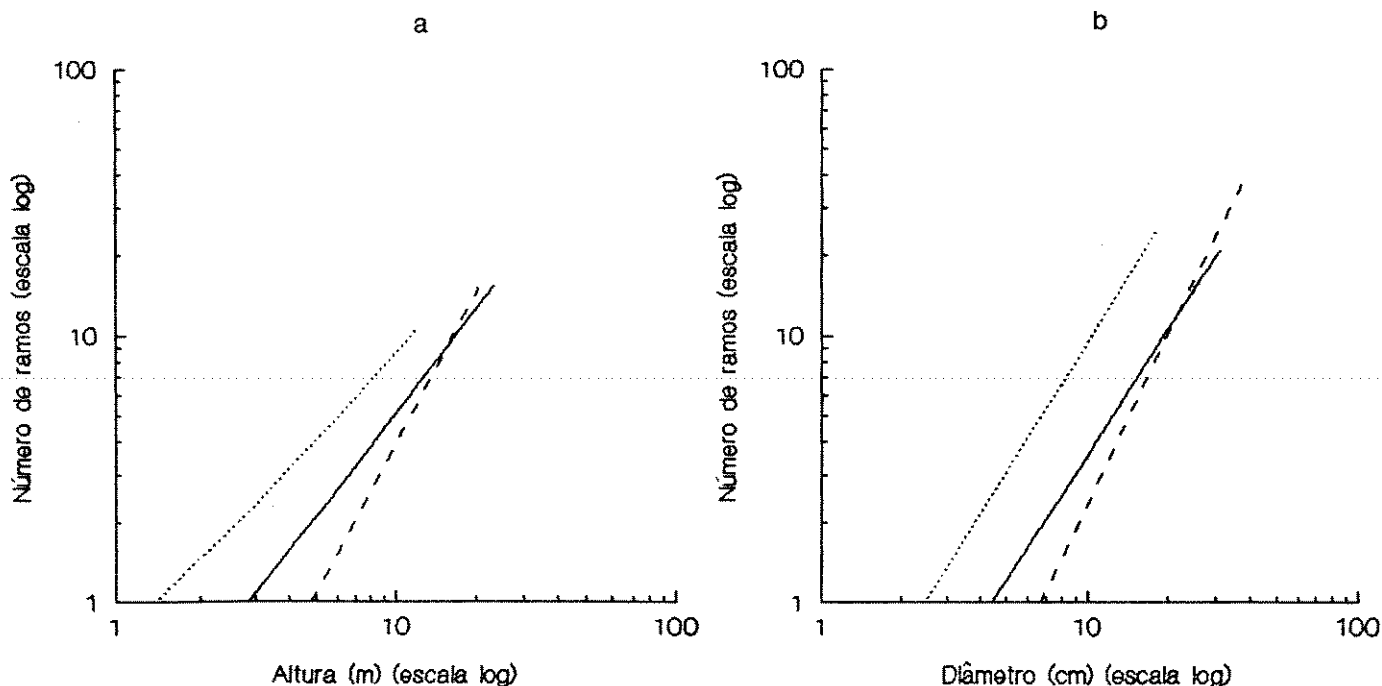 a
Número de ramos (escala log)
100
10
1
1
10
100
Altura (m) (escala log)
b
Número de ramos (escala log)
100
10
1
1
10
100
Diâmetro (cm) (escala log)